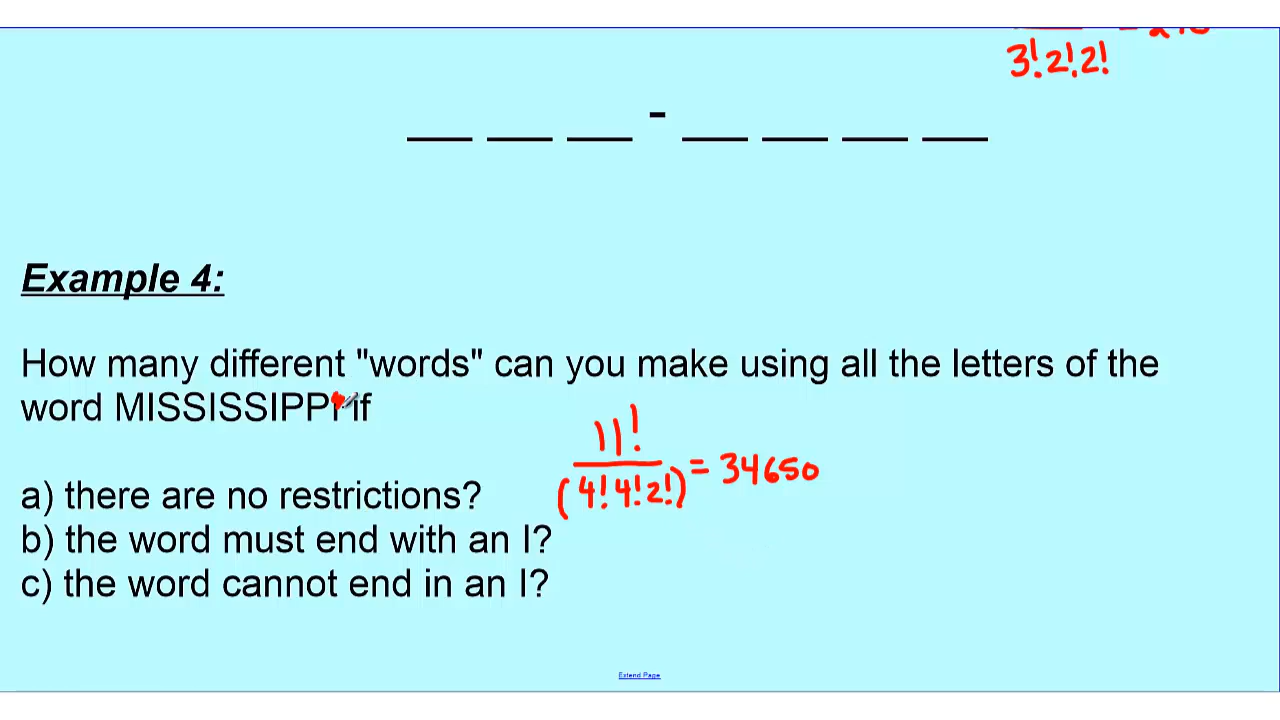 3!2!2!
-
Example 4:
How many different "words" can you make using all the letters of the
word MISSISSIPPI if
11!
(4!4!2!) = 34650
a) there are no restrictions?
b) the word must end with an I?
c) the word cannot end in an I?
Extend Page